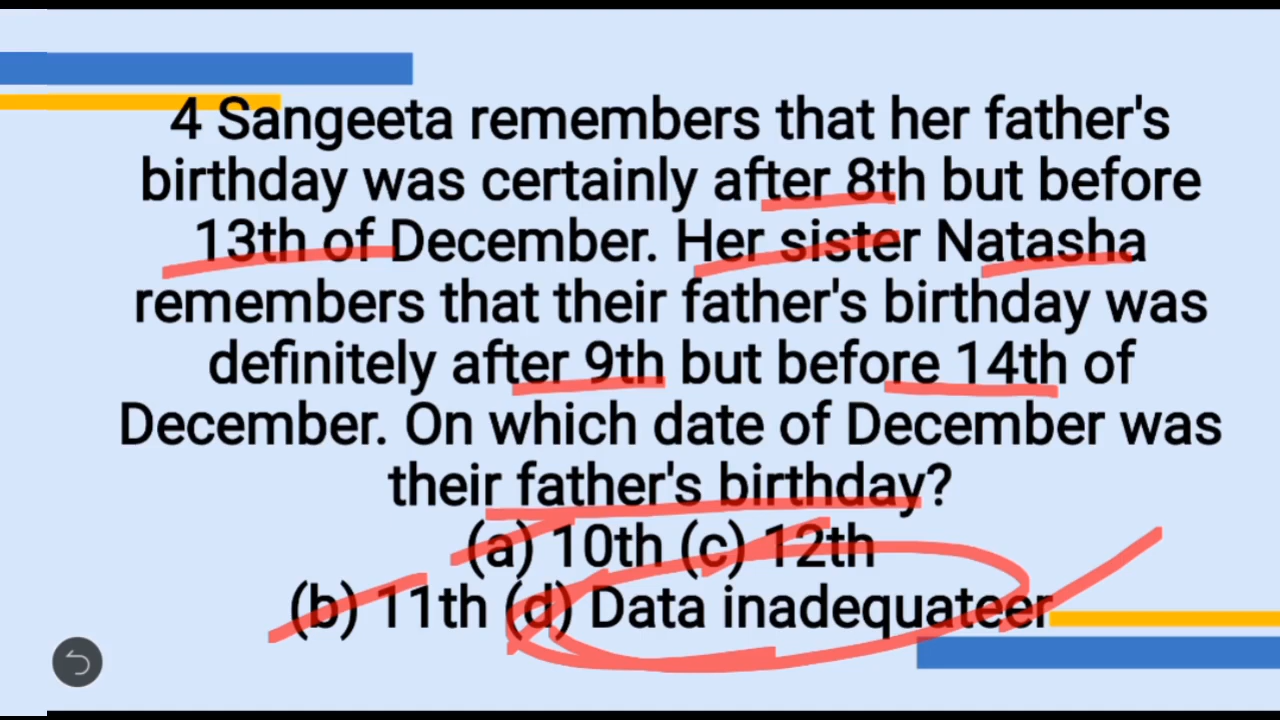 4 Sangeeta remembers that her father's
birthday was certainly after 8th but before
13th of December. Her sister Natasha
remembers that their father's birthday was
definitely after 9th but before 14th of
December. On which date of December was
their father's birthday?
(a) 10th (c) 12th
(b) 11th (d) Data inadequateer